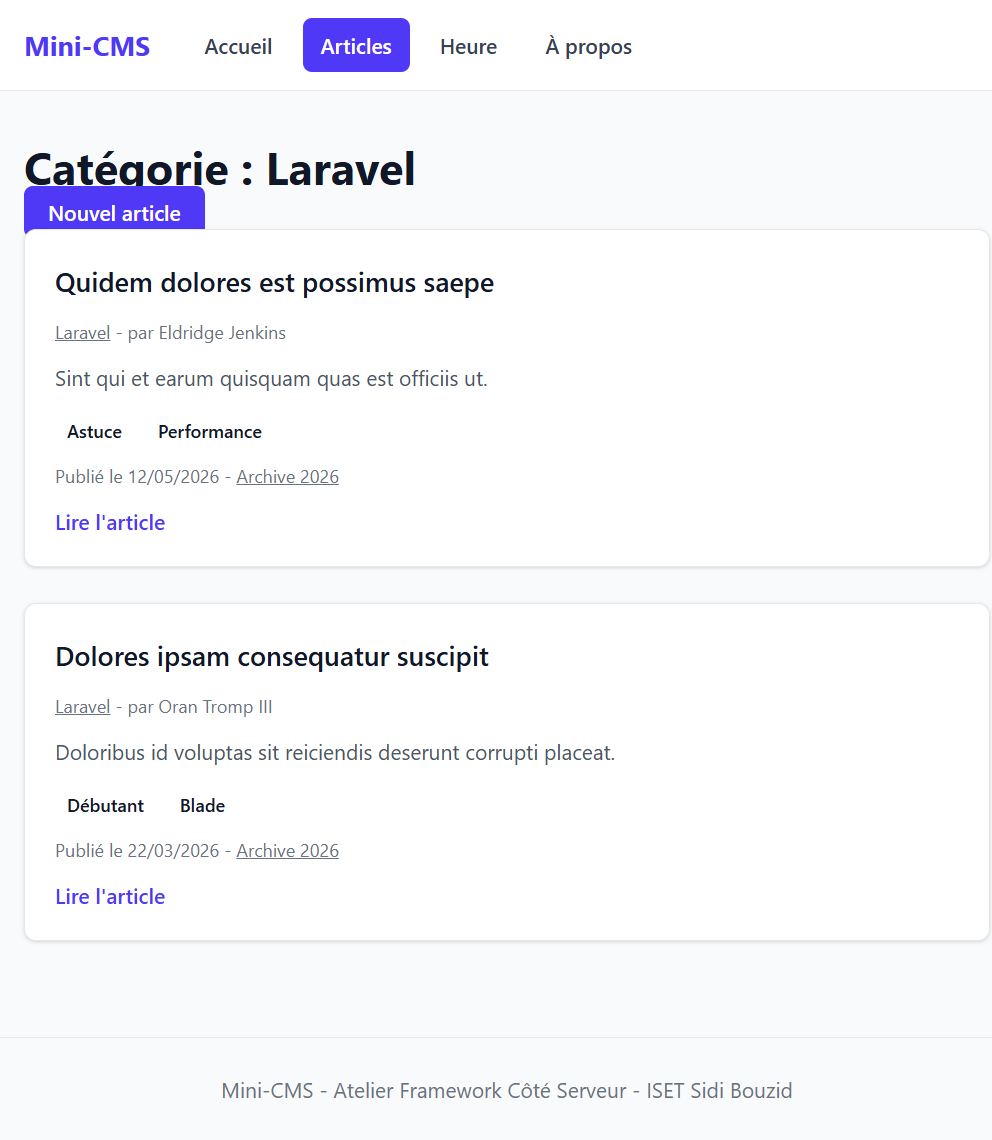 Mini-CMS Accueil Articles Heure À propos
Catégorie : Laravel
Nouvel article
Quidem dolores est possimus saepe
Laravel - par Eldridge Jenkins
Sint qui et earum quisquam quas est officiis ut.
Astuce Performance
Publié le 12/05/2026 - Archive 2026
Lire l'article
Dolores ipsam consequatur suscipit
Laravel - par Oran Tromp III
Doloribus id voluptas sit reiciendis deserunt corrupti placeat.
Débutant Blade
Publié le 22/03/2026 - Archive 2026
Lire l'article
Mini-CMS - Atelier Framework Côté Serveur - ISET Sidi Bouzid